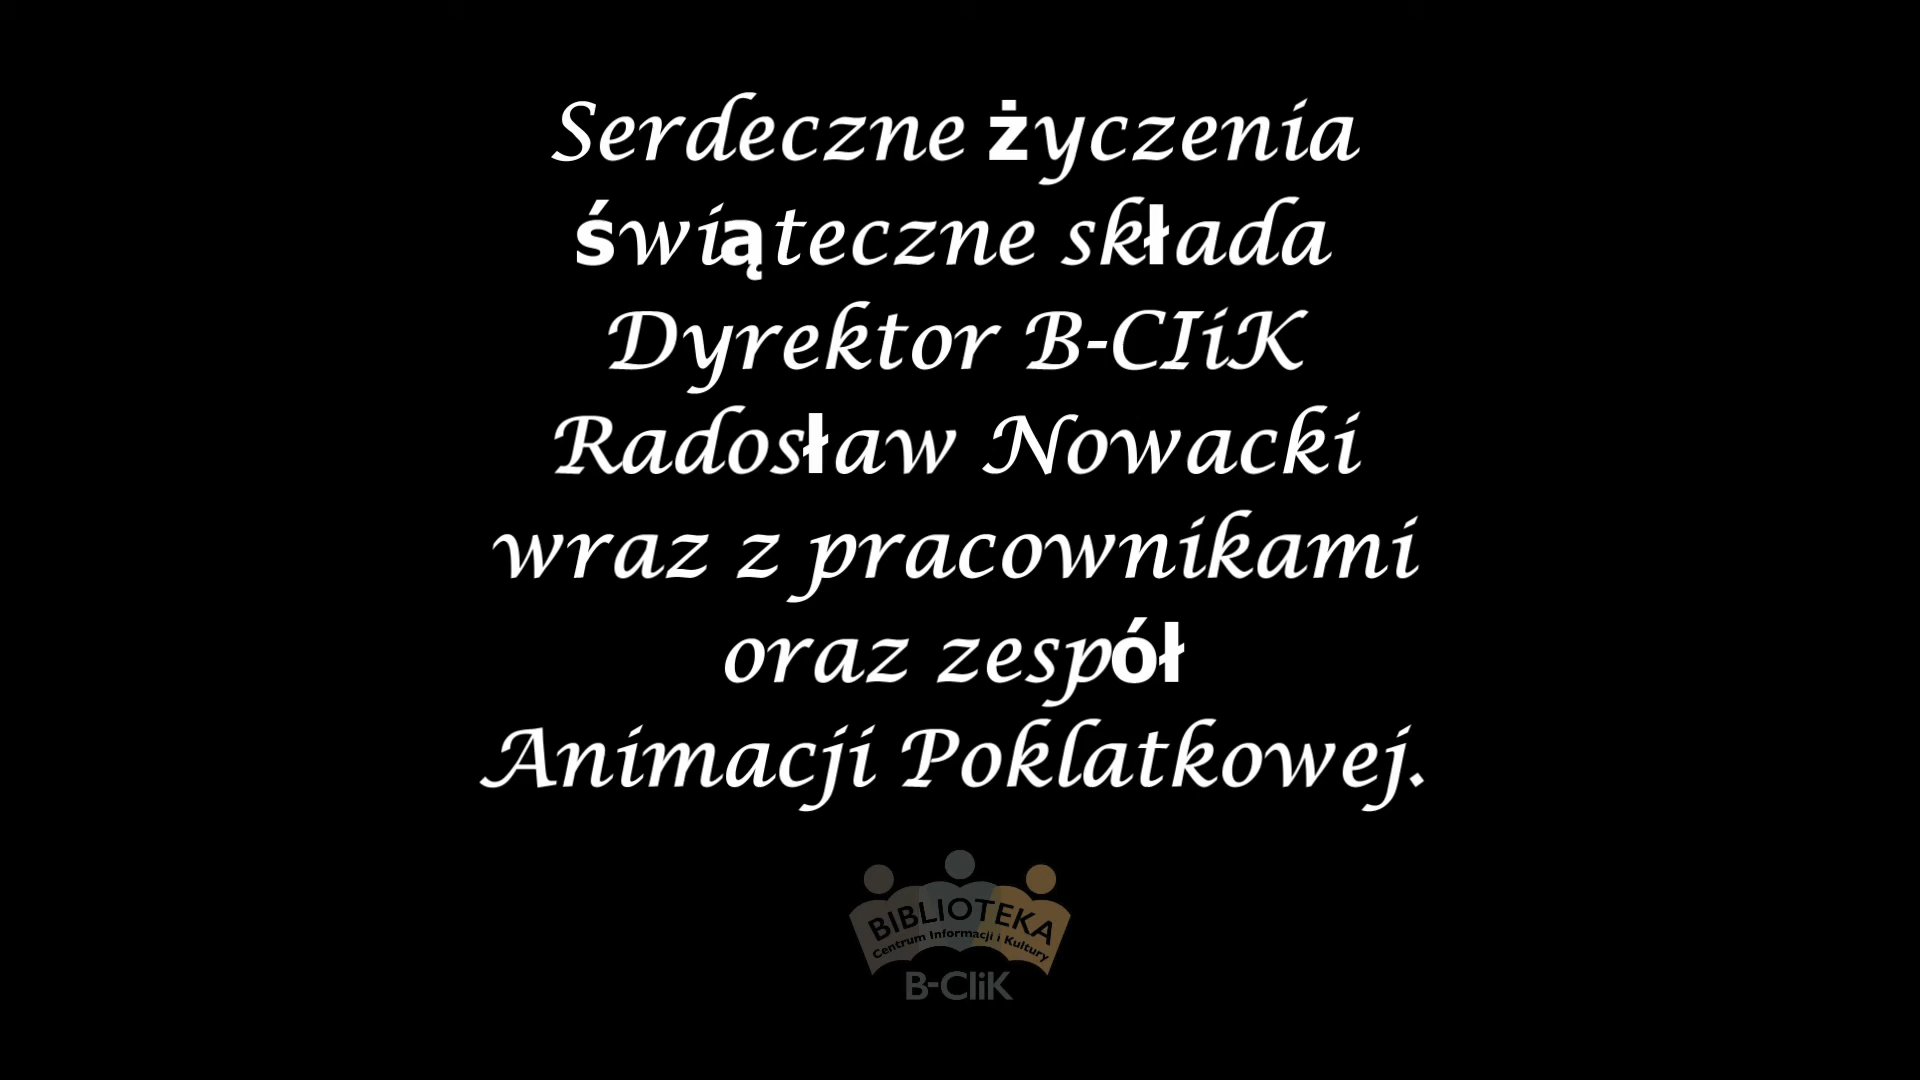 Serdeczne życzenia
świąteczne składa
Dyrektor B-CIiK
Radosław Nowacki
wraz z pracownikami
oraz zespół
Animacji Poklatkowej.
BIBLIOTEKA
Centrum Informacji i Kultury
B-CIiK